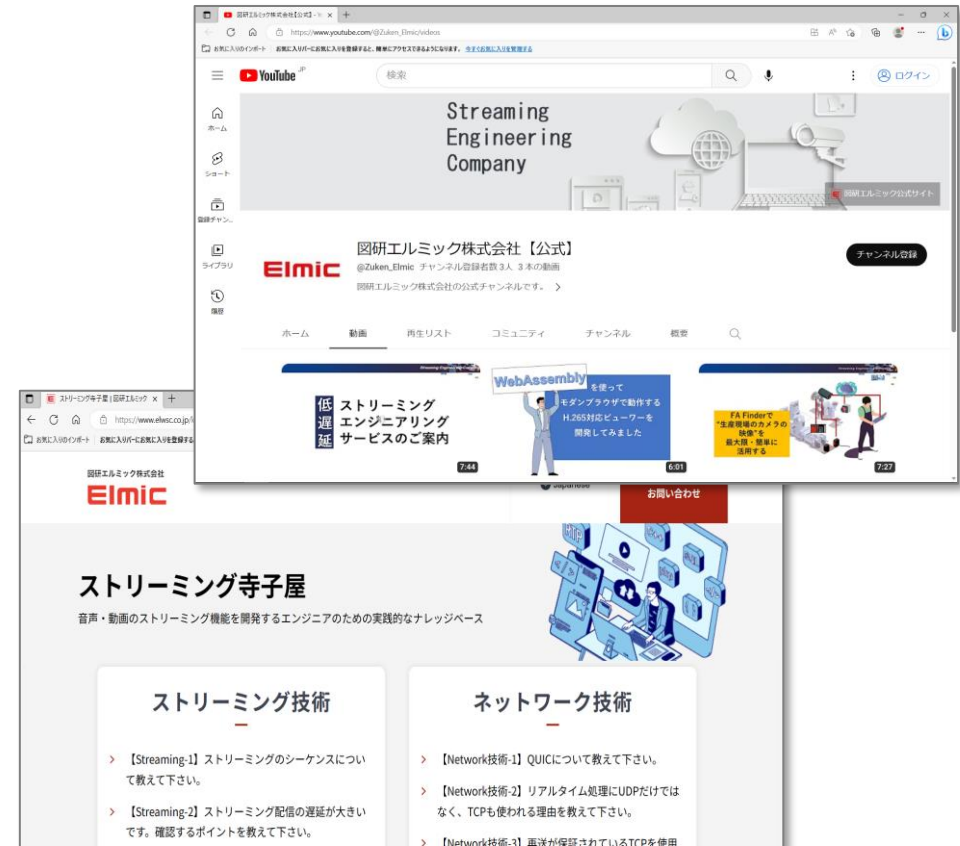 図研エルミック株式会社【公式】-
https://www.youtube.com/@Zuken_Elmic/videos
お気に入りのインポート
お気に入りバーにお気に入りを登録すると、簡単にアクセスできるようになります。 今すぐお気に入りを管理する
YouTube JP
検索
ログイン
ホーム
ショート
登録チャン...
ライブラリ
履歴
Streaming
Engineering
Company
図研エルミック公式サイト
Elmic
図研エルミック株式会社【公式】
@Zuken_Elmic チャンネル登録者数 3人 3 本の動画
図研エルミック株式会社の公式チャンネルです。
チャンネル登録
ホーム 動画 再生リスト コミュニティ チャンネル 概要
低遅延
ストリーミング
エンジニアリング
サービスのご案内
7:44
WebAssembly
を使って
モダンブラウザで動作する
H.265対応ビューワーを
開発してみました
6:01
FA Finderで
"生産現場のカメラの
映像"を
最大限・簡単に
活用する
7:27
ストリーミング寺子屋 | 図研エルミック
https://www.elwsc.co.jp/
お気に入りのインポート
お気に入りバーにお気に入りを登録する
図研エルミック株式会社
Elmic
Japanese
お問い合わせ
ストリーミング寺子屋
音声・動画のストリーミング機能を開発するエンジニアのための実践的なナレッジベース
RTP
ストリーミング技術
【Streaming-1】ストリーミングのシーケンスについ
て教えて下さい。
【Streaming-2】ストリーミング配信の遅延が大きい
です。確認するポイントを教えて下さい。
ネットワーク技術
【Network技術-1】QUICについて教えて下さい。
【Network技術-2】リアルタイム処理にUDPだけでは
なく、TCPも使われる理由を教えて下さい。
【Network技術-3】再送が保証されているTCPを使用